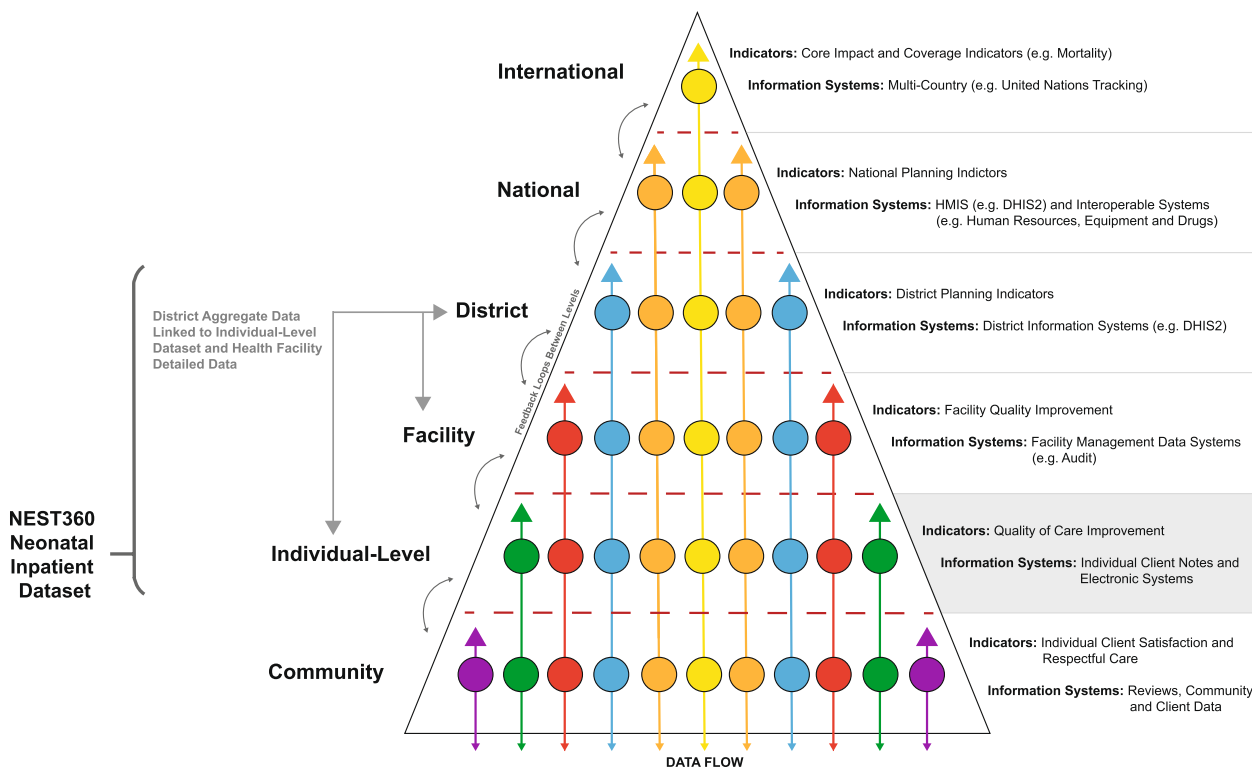 International
Indicators: Core Impact and Coverage Indicators (e.g. Mortality)
Information Systems: Multi-Country (e.g. United Nations Tracking)
National
Indicators: National Planning Indictors
Information Systems: HMIS (e.g. DHIS2) and Interoperable Systems
(e.g. Human Resources, Equipment and Drugs)
District Aggregate Data
Linked to Individual-Level
Dataset and Health Facility
Detailed Data
District
Feedback Loops Between Levels
Indicators: District Planning Indicators
Information Systems: District Information Systems (e.g. DHIS2)
Facility
Indicators: Facility Quality Improvement
Information Systems: Facility Management Data Systems
(e.g. Audit)
NEST360
Neonatal
Inpatient
Dataset
Individual-Level
Indicators: Quality of Care Improvement
Information Systems: Individual Client Notes and
Electronic Systems
Community
Indicators: Individual Client Satisfaction and
Respectful Care
Information Systems: Reviews, Community
and Client Data
DATA FLOW